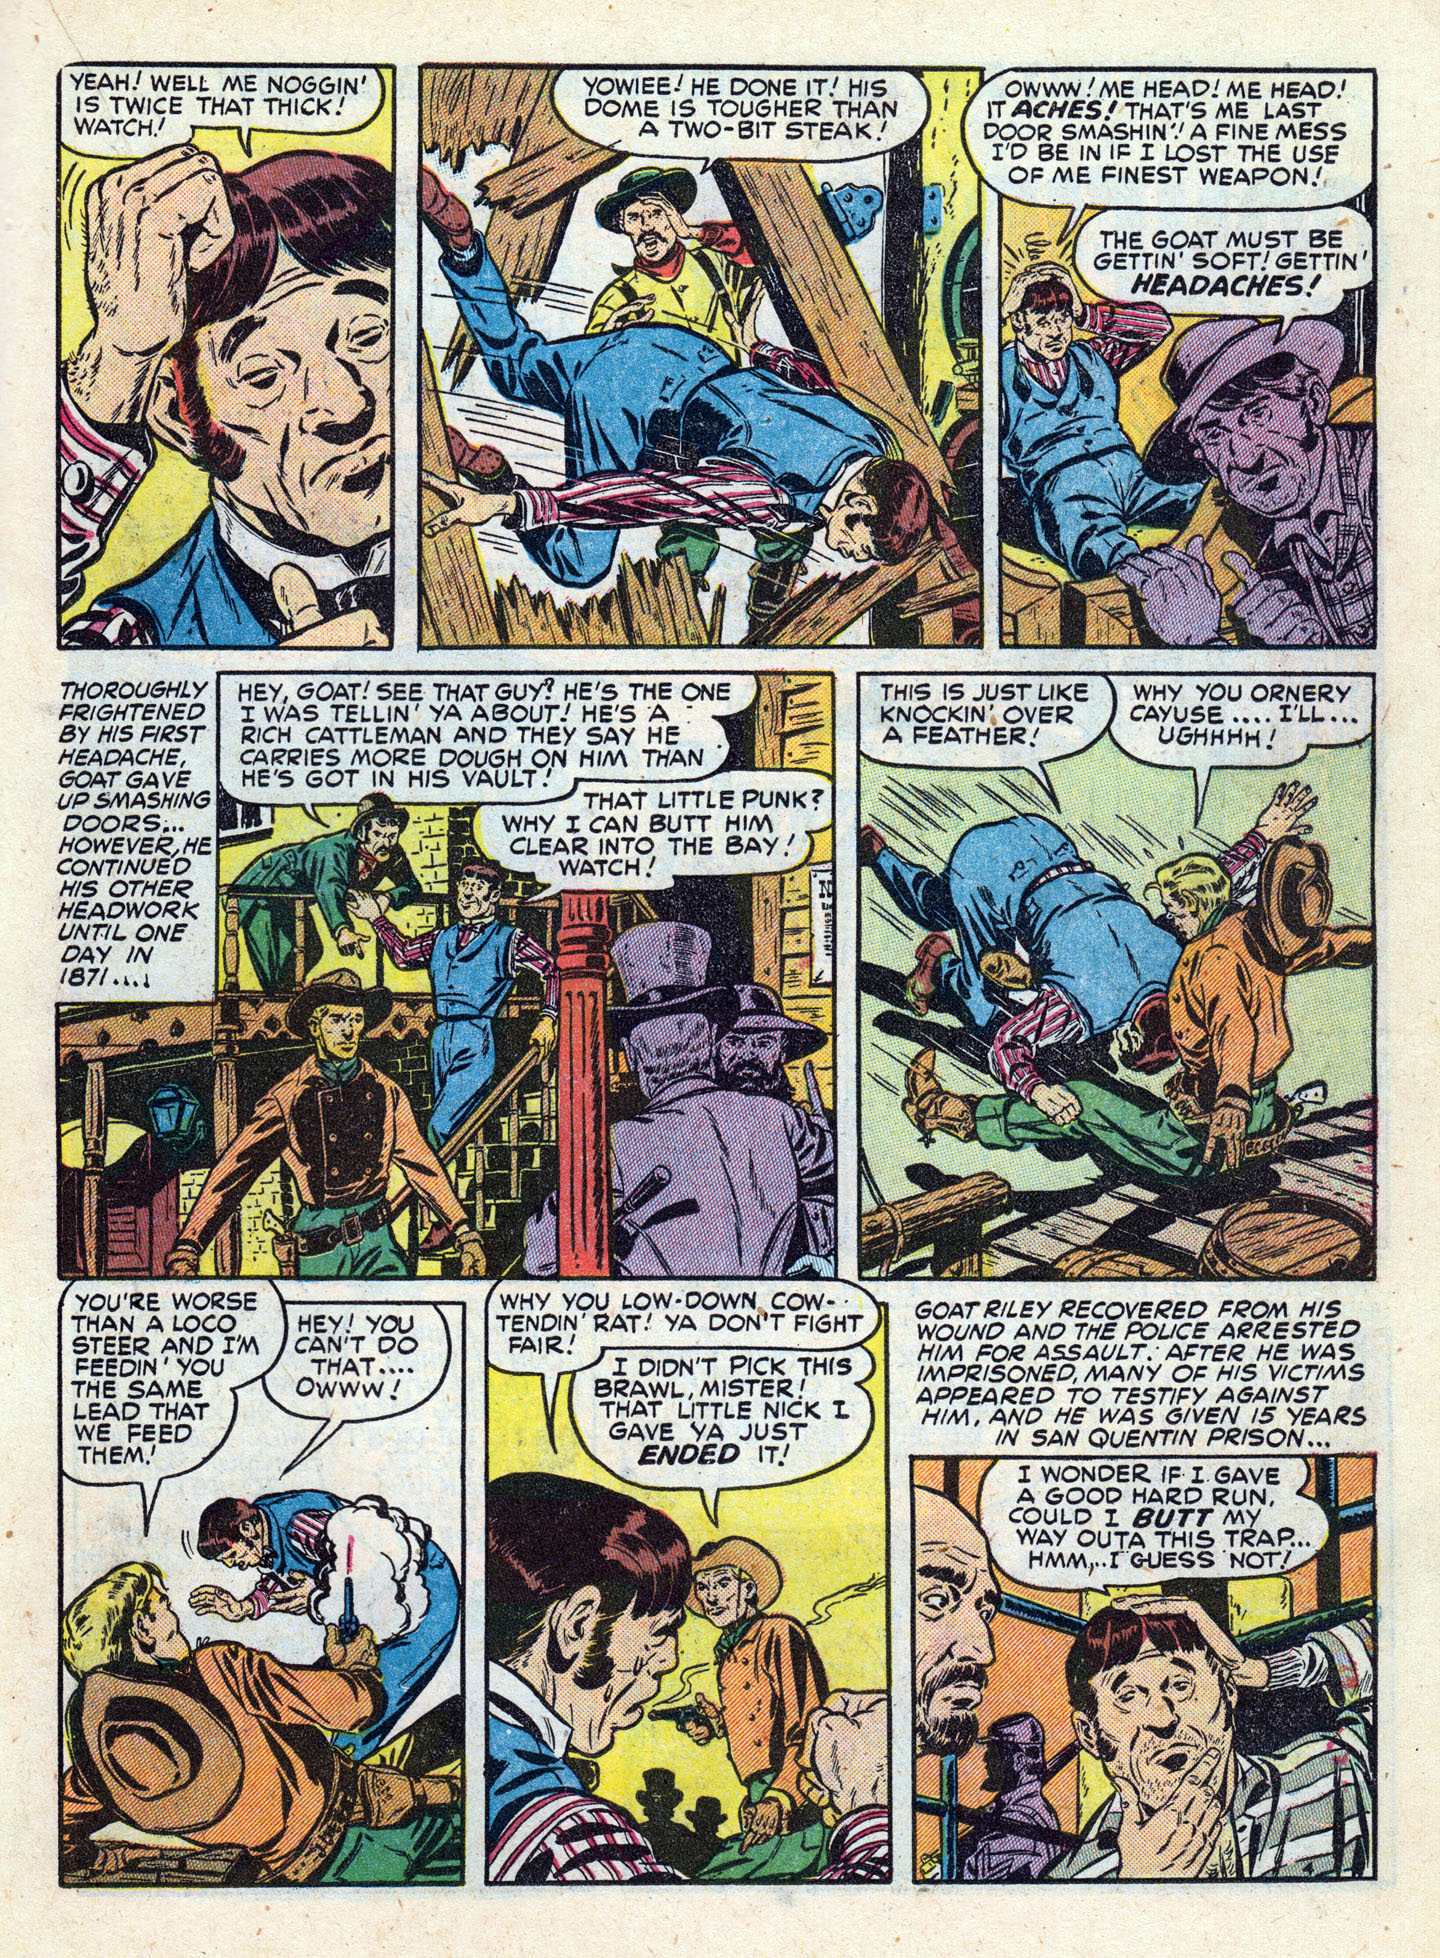 YEAH! WELL ME NOGGIN'
IS TWICE THAT THICK!
WATCH!
YOWIEE! HE DONE IT! HIS
DOME IS TOUGHER THAN
A TWO-BIT STEAK!
OWWW! ME HEAD! ME HEAD!
IT ACHES! THAT'S ME LAST
DOOR SMASHIN'! A FINE MESS
I'D BE IN IF I LOST THE USE
OF ME FINEST WEAPON!
THE GOAT MUST BE
GETTIN' SOFT! GETTIN'
HEADACHES!
THOROUGHLY
FRIGHTENED
BY HIS FIRST
HEADACHE,
GOAT GAVE
UP SMASHING
DOORS...
HOWEVER, HE
CONTINUED
HIS OTHER
HEADWORK
UNTIL ONE
DAY IN
1871....
HEY, GOAT! SEE THAT GUY? HE'S THE ONE
I WAS TELLIN' YA ABOUT! HE'S A
RICH CATTLEMAN AND THEY SAY HE
CARRIES MORE DOUGH ON HIM THAN
HE'S GOT IN HIS VAULT!
THAT LITTLE PUNK?
WHY I CAN BUTT HIM
CLEAR INTO THE BAY!
WATCH!
THIS IS JUST LIKE
KNOCKIN' OVER
A FEATHER!
WHY YOU ORNERY
CAYUSE..... I'LL...
UGHHHH!
YOU'RE WORSE
THAN A LOCO
STEER AND I'M
FEEDIN' YOU
THE SAME
LEAD THAT
WE FEED
THEM!
HEY! YOU
CAN'T DO
THAT....
OWWW!
WHY YOU LOW-DOWN COW-
TENDIN' RAT! YA DON'T FIGHT
FAIR!
I DIDN'T PICK THIS
BRAWL, MISTER!
THAT LITTLE NICK I
GAVE YA JUST
ENDED IT!
GOAT RILEY RECOVERED FROM HIS
WOUND AND THE POLICE ARRESTED
HIM FOR ASSAULT. AFTER HE WAS
IMPRISONED, MANY OF HIS VICTIMS
APPEARED TO TESTIFY AGAINST
HIM, AND HE WAS GIVEN 15 YEARS
IN SAN QUENTIN PRISON...
I WONDER IF I GAVE
A GOOD HARD RUN,
COULD I BUTT MY
WAY OUTA THIS TRAP...
HMM,..I GUESS NOT!